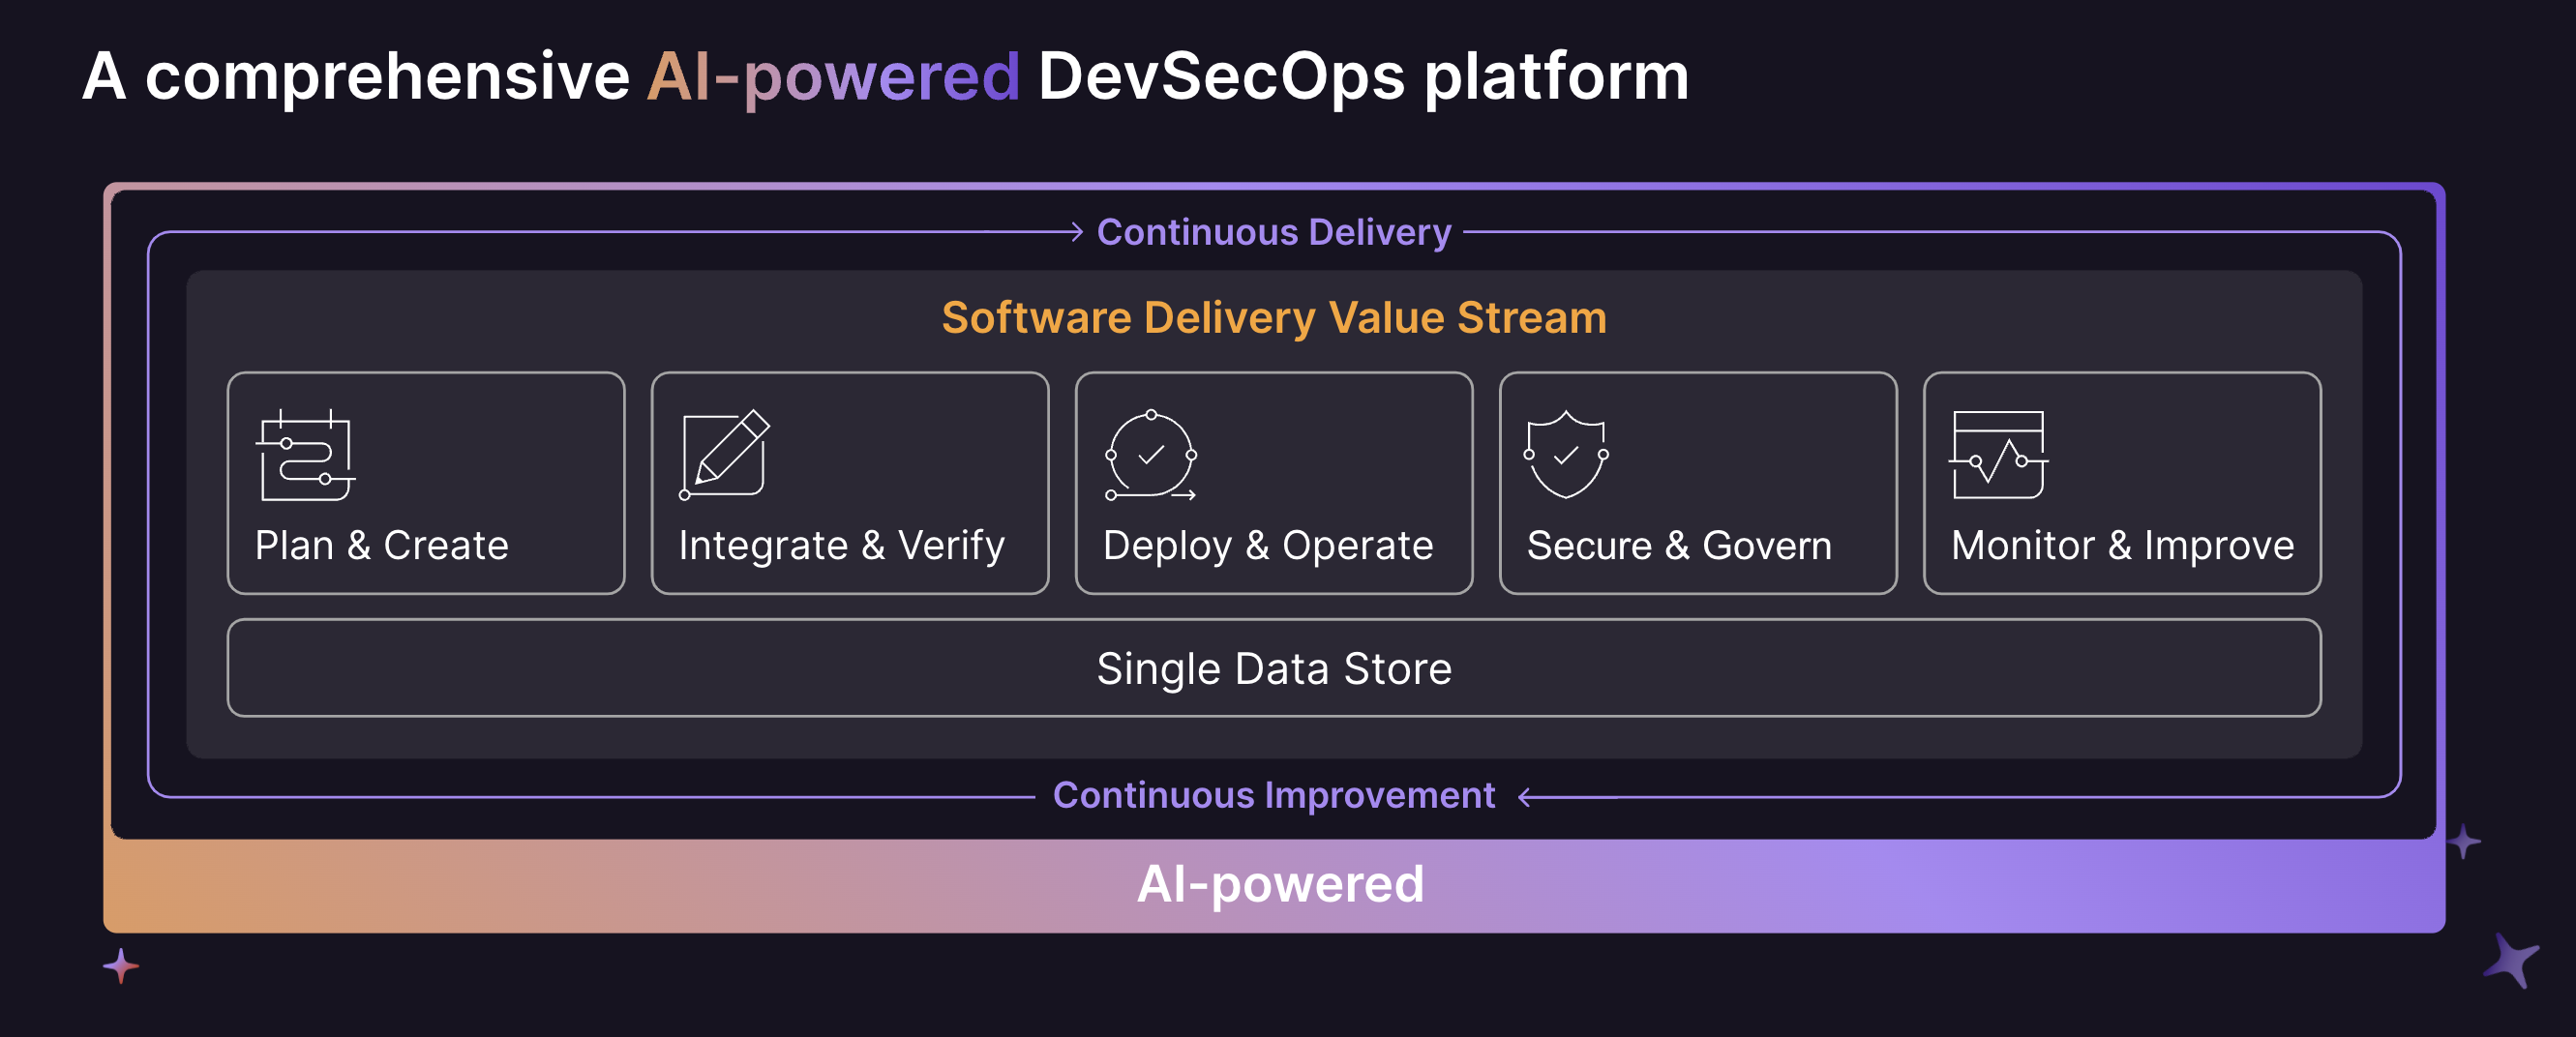 A comprehensive AI-powered DevSecOps platform
Continuous Delivery
Software Delivery Value Stream
Plan & Create
Integrate & Verify
Deploy & Operate
Secure & Govern
Monitor & Improve
Single Data Store
Continuous Improvement
AI-powered